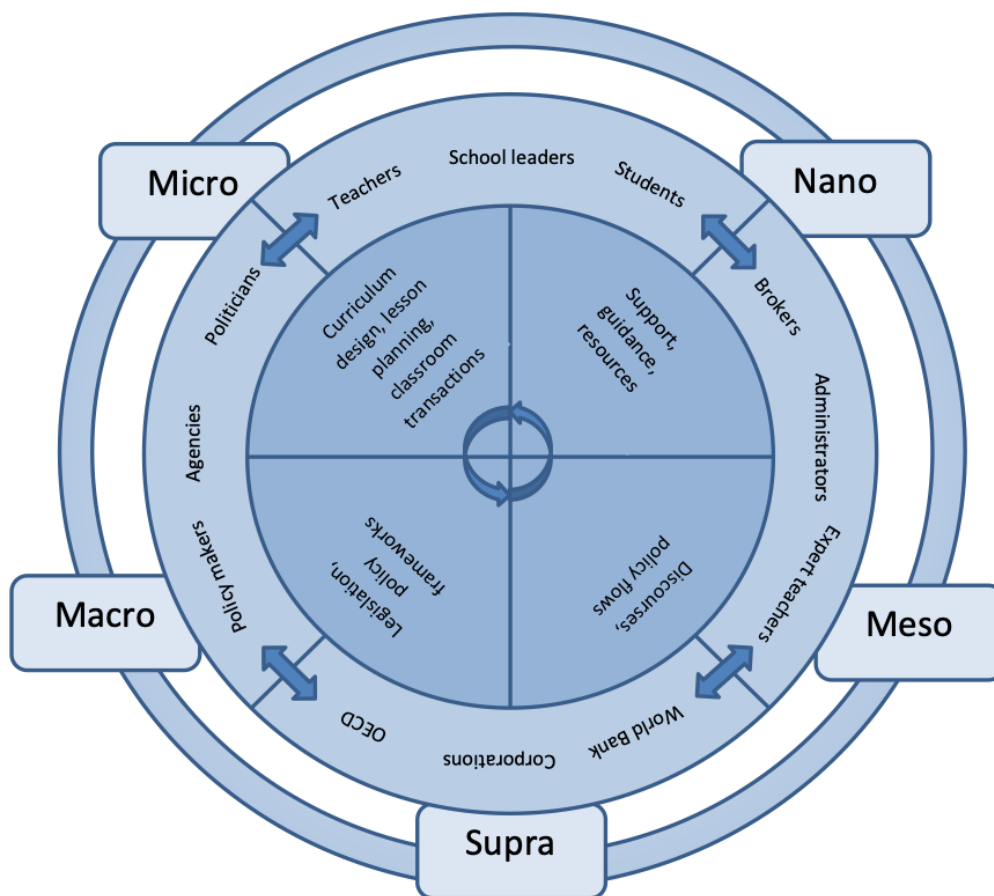 Micro
Nano
Macro
Meso
Supra
Teachers
School leaders
Students
Brokers
Administrators
Expert teachers
World Bank
Corporations
OECD
Policy makers
Agencies
Politicians
Curriculum
design, lesson
planning,
classroom
transactions
Support,
guidance,
resources
Legislation,
policy
frameworks
Discourses,
policy flows